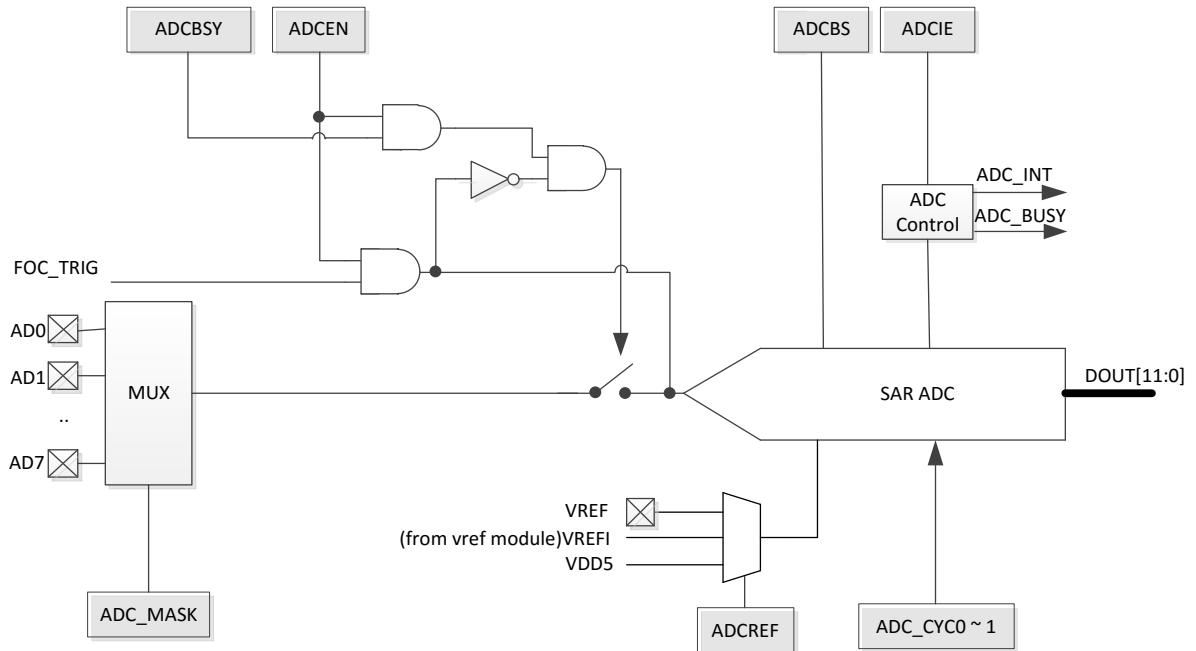 ADCBSY
ADCEN
ADCBS
ADCIE
ADC_INT
ADC
Control
ADC_BUSY
FOC_TRIG
AD0
AD1
..
AD7
MUX
SAR ADC
DOUT[11:0]
VREF
(from vref module)VREFI
VDD5
ADC_MASK
ADCREF
ADC_CYC0 ~ 1